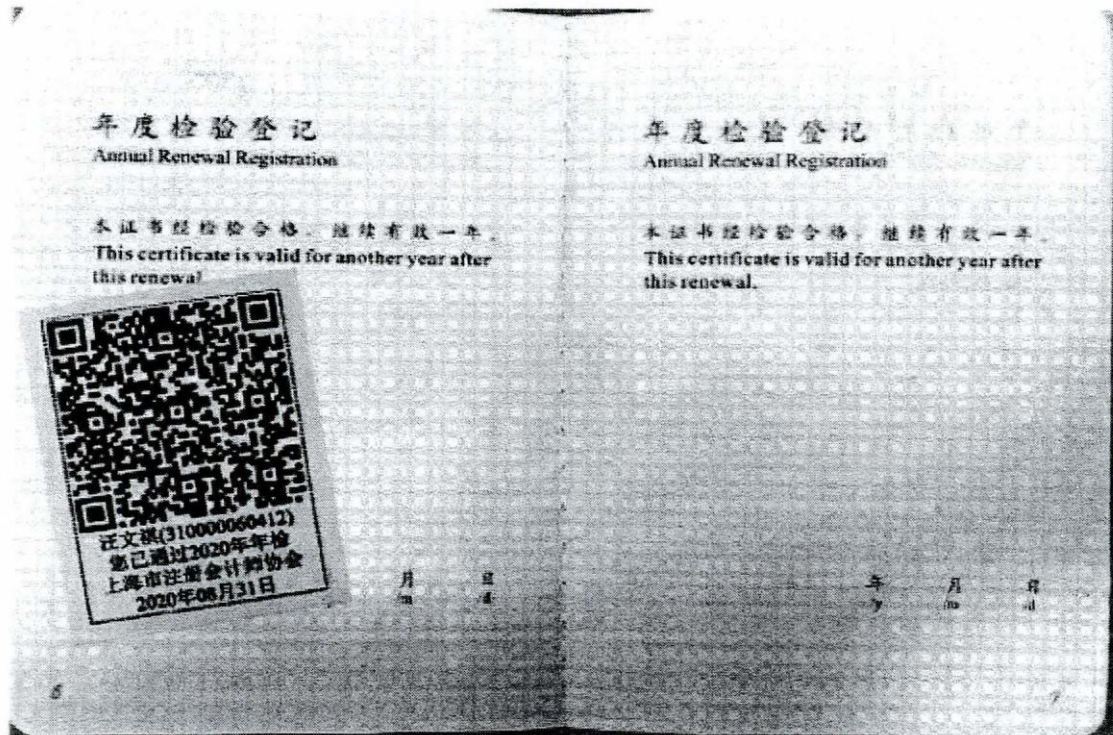 年度检验登记
Annual Renewal Registration
本证书经检验合格，继续有效一年。
This certificate is valid for another year after
this renewal
汪文祺(310000060412)
您已通过2020年年检
上海市注册会计师协会
2020年08月31日
月 日
m d
6
年度检验登记
Annual Renewal Registration
本证书经检验合格，继续有效一年。
This certificate is valid for another year after
this renewal.
年 月 日
y m d
7